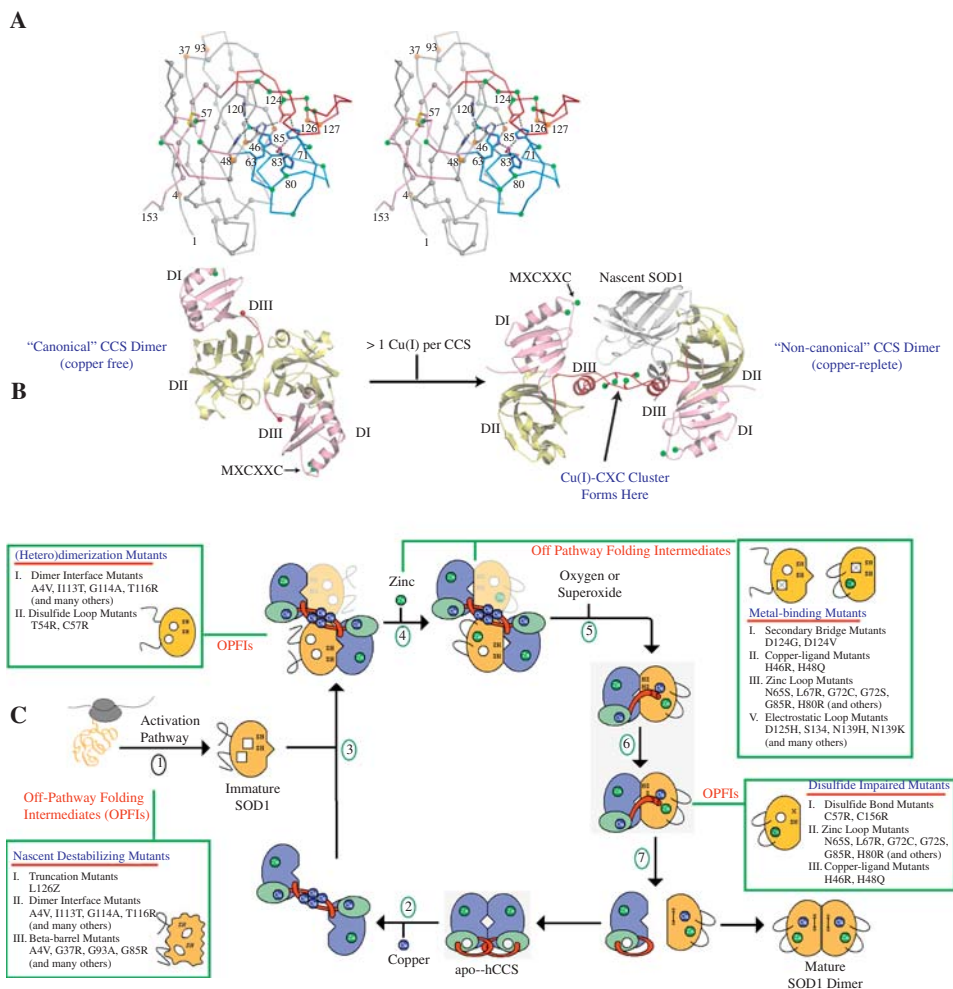 A
37
93
57
124
120
126
127
85
46
71
48
63
83
80
4
153
1
37
93
57
124
120
126
127
85
46
71
48
63
83
80
4
153
1
B
DI
DIII
"Canonical" CCS Dimer
(copper free)
DII
DIII
DI
MXCXXC
> 1 Cu(I) per CCS
MXCXXC
Nascent SOD1
DI
DIII
"Non-canonical" CCS Dimer
(copper-replete)
DII
DII
DIII
DI
Cu(I)-CXC Cluster
Forms Here
C
(Hetero)dimerization Mutants
I. Dimer Interface Mutants
A4V, I113T, G114A, T116R
(and many others)
II. Disulfide Loop Mutants
T54R, C57R
SH
SH
OPFIs
Zinc
4
Off Pathway Folding Intermediates
Oxygen or
Superoxide
5
Metal-binding Mutants
I. Secondary Bridge Mutants
D124G, D124V
II. Copper-ligand Mutants
H46R, H48Q
III. Zinc Loop Mutants
N65S, L67R, G72C, G72S,
G85R, H80R (and others)
V. Electrostatic Loop Mutants
D125H, S134, N139H, N139K
(and many others)
Activation
Pathway
1
SH
SH
Immature
SOD1
3
6
Off-Pathway Folding
Intermediates (OPFIs)
OPFIs
Disulfide Impaired Mutants
I. Disulfide Bond Mutants
C57R, C156R
II. Zinc Loop Mutants
N65S, L67R, G72C, G72S,
G85R, H80R (and others)
III. Copper-ligand Mutants
H46R, H48Q
Nascent Destabilizing Mutants
I. Truncation Mutants
L126Z
II. Dimer Interface Mutants
A4V, I113T, G114A, T116R
(and many others)
III. Beta-barrel Mutants
A4V, G37R, G93A, G85R
(and many others)
2
Copper
apo--hCCS
7
Mature
SOD1 Dimer